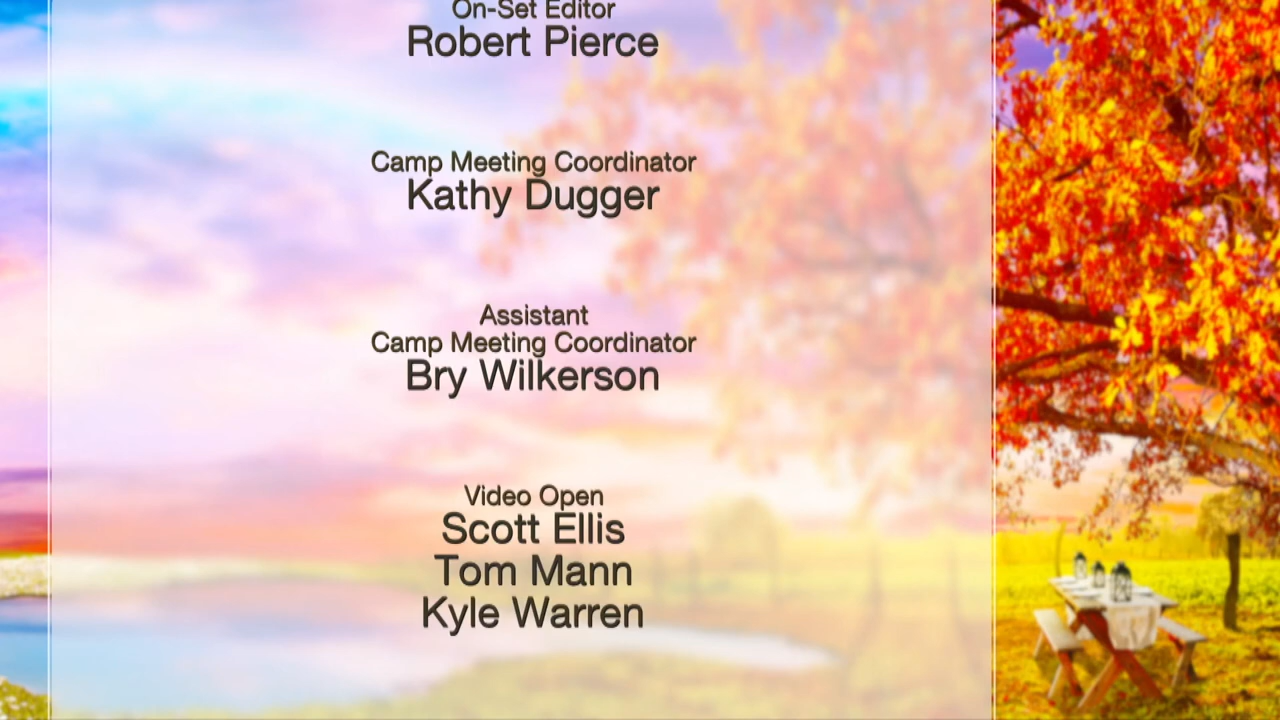 On-Set Editor
Robert Pierce
Camp Meeting Coordinator
Kathy Dugger
Assistant
Camp Meeting Coordinator
Bry Wilkerson
Video Open
Scott Ellis
Tom Mann
Kyle Warren